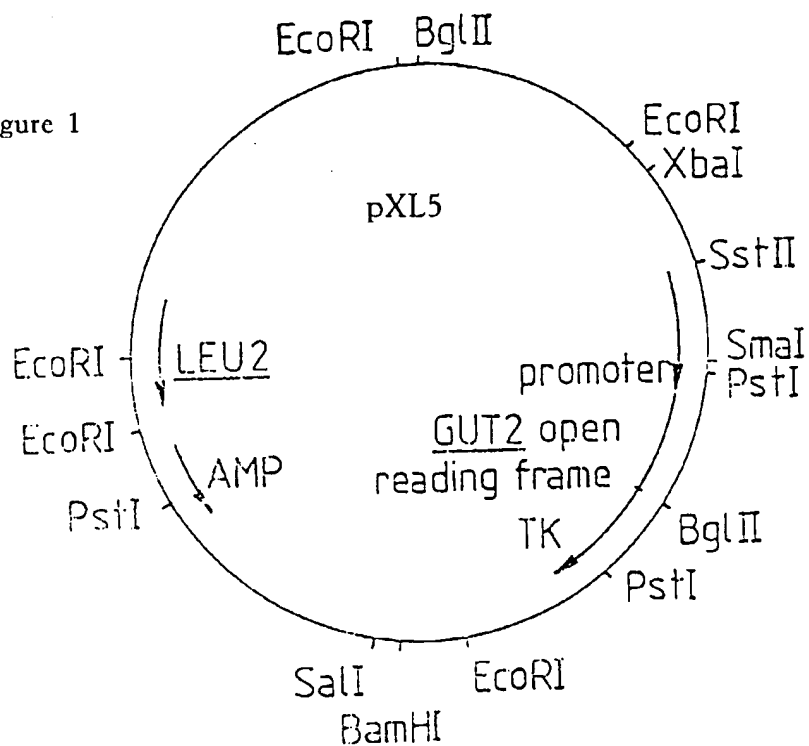 EcoRI BglII
gure 1
EcoRI
XbaI
pXL5
SstII
SmaI
PstI
promoter
EcoRI
LEU2
GUT2 open
reading frame
EcoRI
AMP
PstI
TK
BglII
PstI
SalI
EcoRI
BamHI